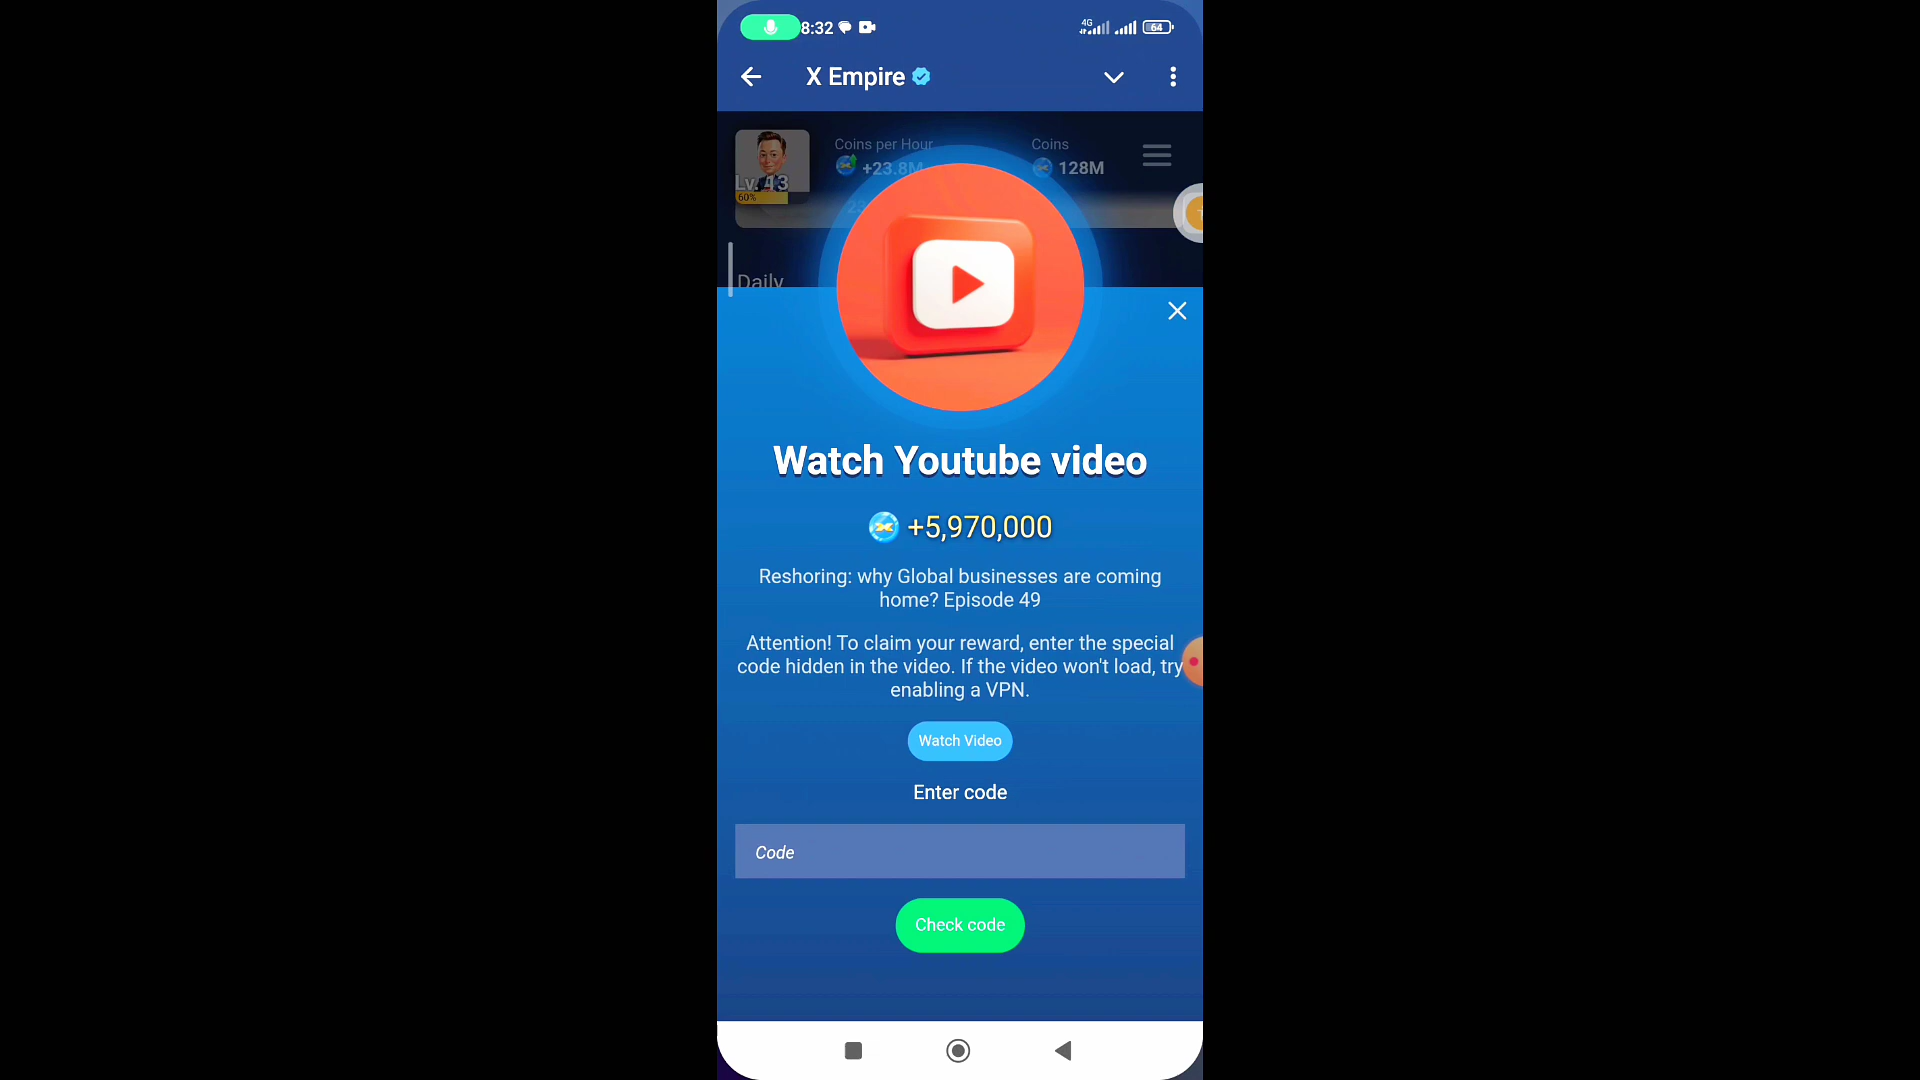 8:32
4G
64
X Empire
Coins per Hour
+23.8M
Coins
128M
Lv. 43
60%
Daily
Watch Youtube video
+5,970,000
Reshoring: why Global businesses are coming
home? Episode 49
Attention! To claim your reward, enter the special
code hidden in the video. If the video won't load, try
enabling a VPN.
Watch Video
Enter code
Code
Check code